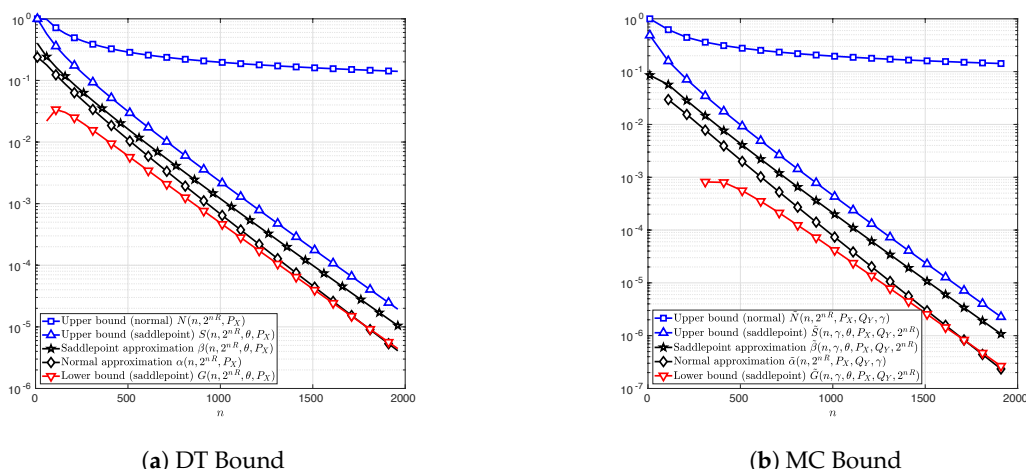 10^0
10^-1
10^-2
10^-3
10^-4
10^-5
10^-6
0 500 1000 1500 2000
n
Upper bound (normal) N(n, 2^{nR}, P_X)
Upper bound (saddlepoint) S(n, 2^{nR}, θ, P_X)
Saddlepoint approximation β(n, 2^{nR}, θ, P_X)
Normal approximation α(n, 2^{nR}, P_X)
Lower bound (saddlepoint) G(n, 2^{nR}, θ, P_X)
(a) DT Bound
10^0
10^-1
10^-2
10^-3
10^-4
10^-5
10^-6
10^-7
0 500 1000 1500 2000
n
Upper bound (normal) Ñ(n, 2^{nR}, P_X, Q_Y, γ)
Upper bound (saddlepoint) S̃(n, γ, θ, P_X, Q_Y, 2^{nR})
Saddlepoint approximation β̃(n, γ, θ, P_X, Q_Y, 2^{nR})
Normal approximation α̃(n, 2^{nR}, P_X, Q_Y, γ)
Lower bound (saddlepoint) G̃(n, γ, θ, P_X, Q_Y, 2^{nR})
(b) MC Bound